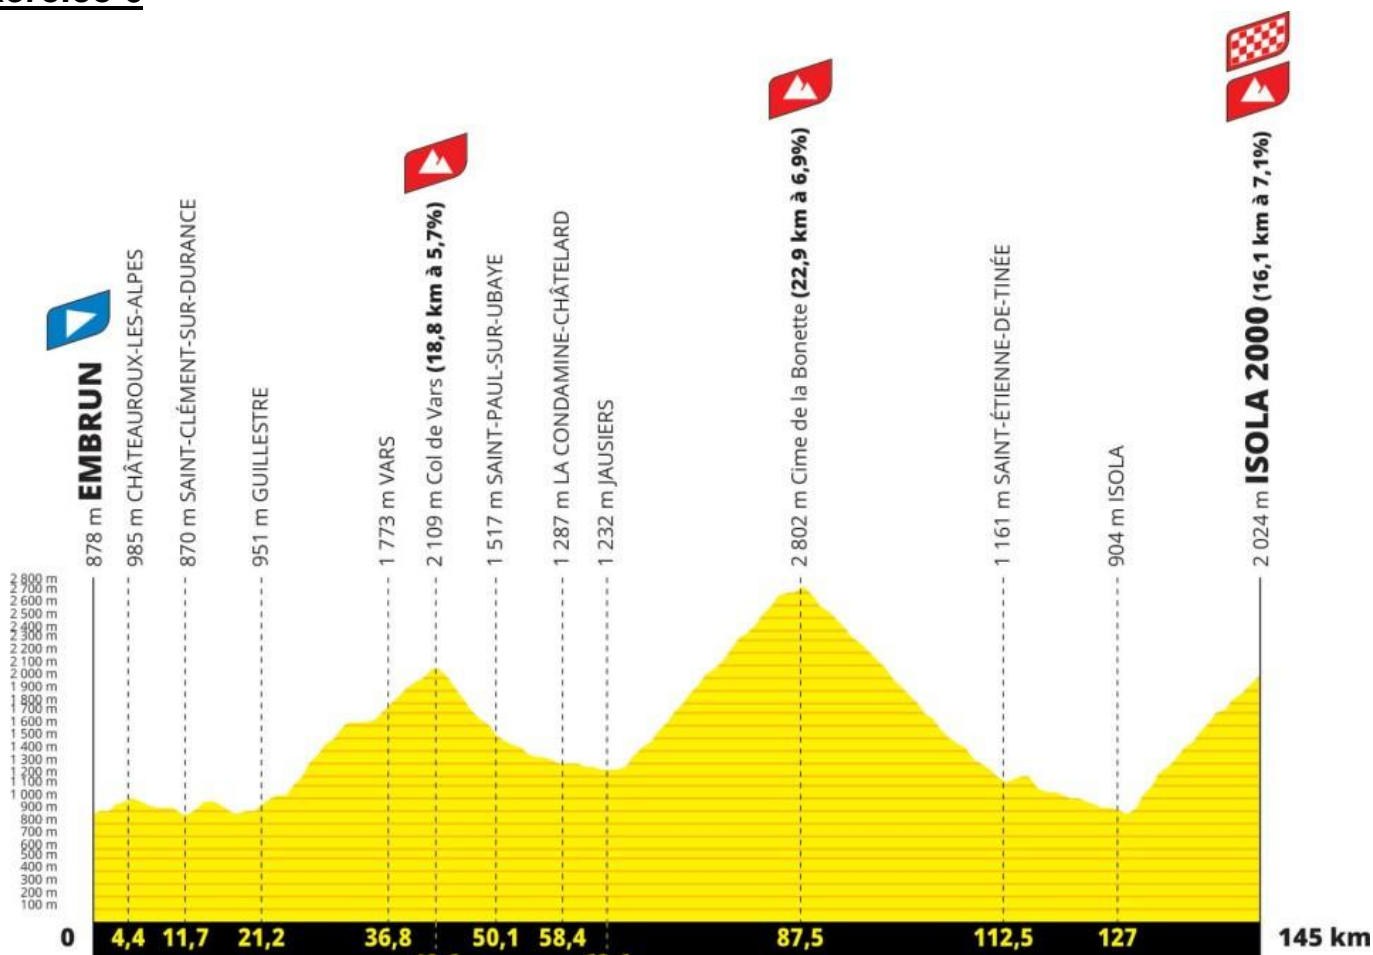 878 m EMBRUN
985 m CHÂTEAUROUX-LES-ALPES
870 m SAINT-CLÉMENT-SUR-DURANCE
951 m GUILLESTRE
1 773 m VARS
2 109 m Col de Vars (18,8 km à 5,7%)
1 517 m SAINT-PAUL-SUR-UBAYE
1 287 m LA CONDAMINE-CHÂTELARD
1 232 m JAUSIERS
2 802 m Cime de la Bonette (22,9 km à 6,9%)
1 161 m SAINT-ÉTIENNE-DE-TINÉE
904 m ISOLA
2 024 m ISOLA 2000 (16,1 km à 7,1%)
2 800 m
2 700 m
2 600 m
2 500 m
2 400 m
2 300 m
2 200 m
2 100 m
2 000 m
1 900 m
1 800 m
1 700 m
1 600 m
1 500 m
1 400 m
1 300 m
1 200 m
1 100 m
1 000 m
900 m
800 m
700 m
600 m
500 m
400 m
300 m
200 m
100 m
0 4,4 11,7 21,2 36,8 50,1 58,4 87,5 112,5 127 145 km